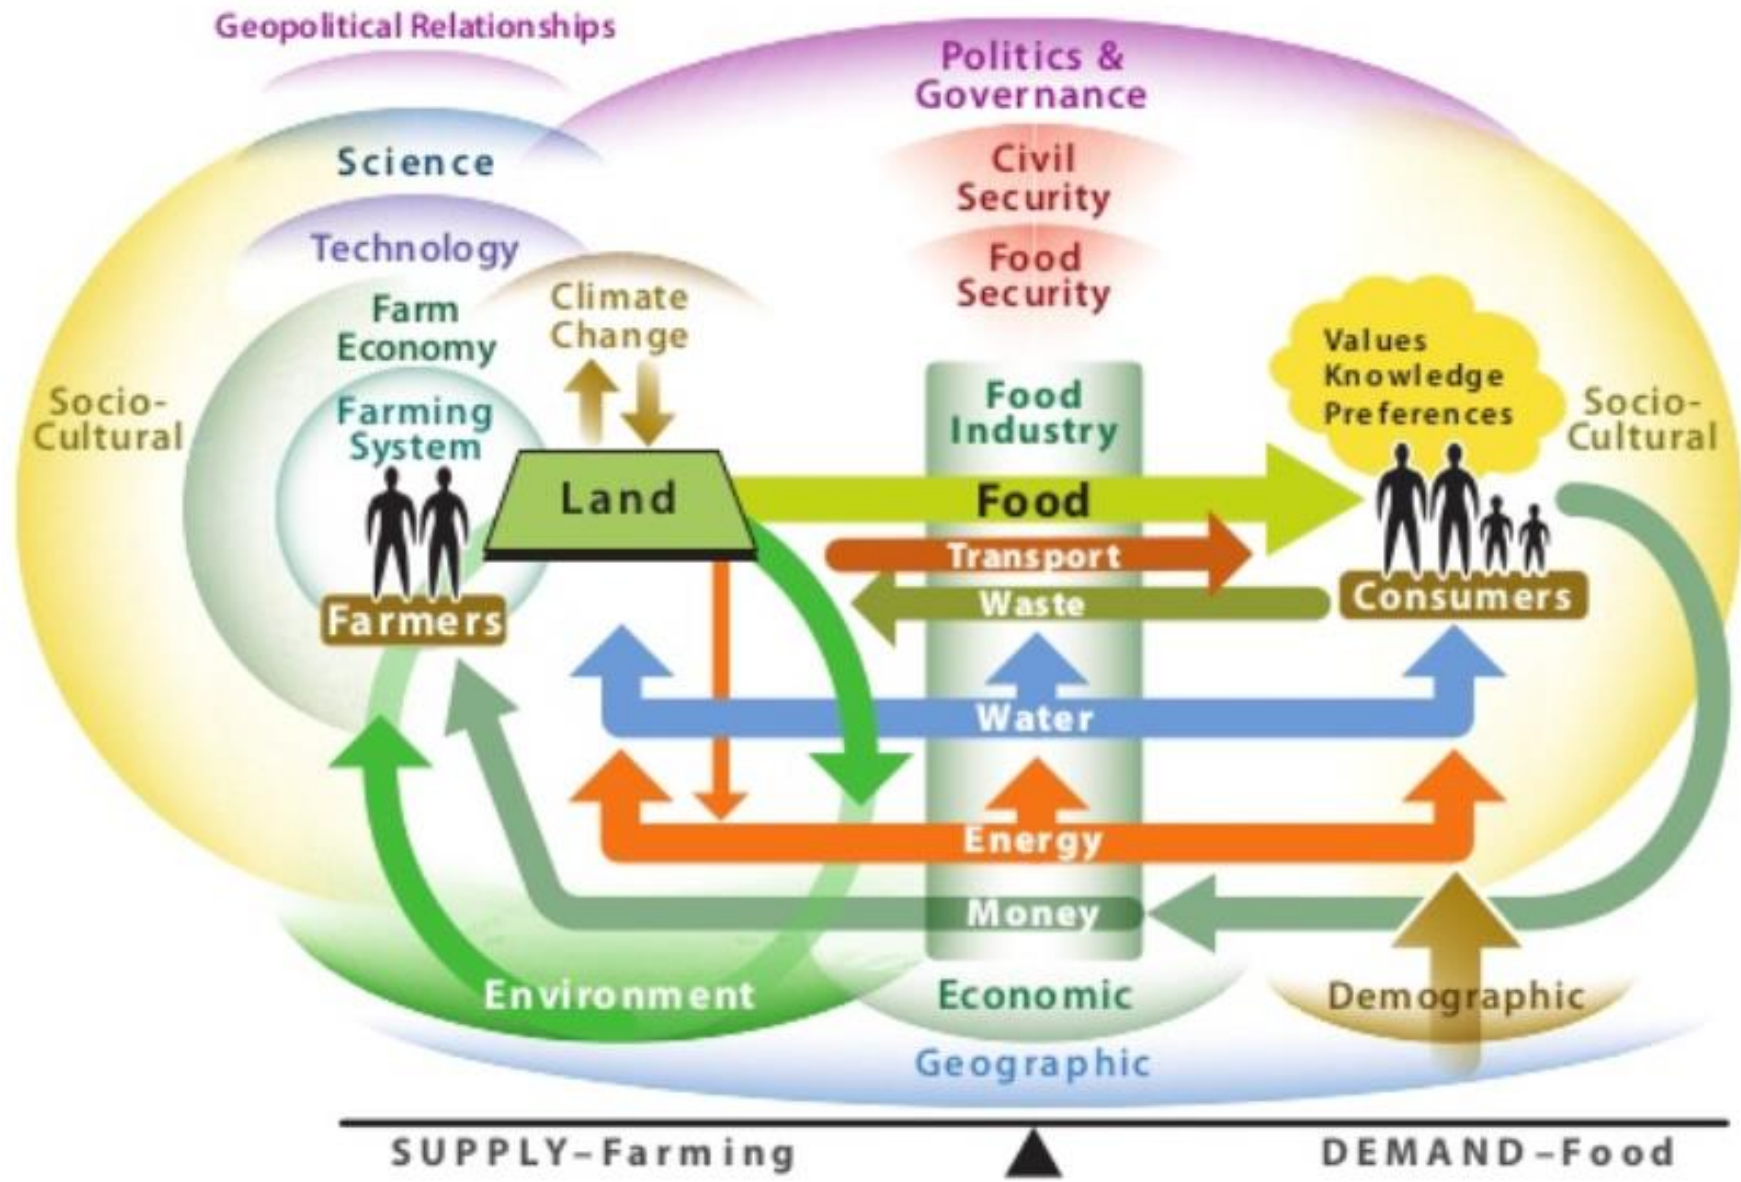 Geopolitical Relationships
Politics &
Governance
Science
Civil
Security
Technology
Food
Security
Climate
Change
Farm
Economy
Farming
System
Socio-
Cultural
Food
Industry
Values
Knowledge
Preferences
Socio-
Cultural
Land
Food
Transport
Waste
Farmers
Consumers
Water
Energy
Money
Environment
Economic
Demographic
Geographic
SUPPLY–Farming
DEMAND–Food